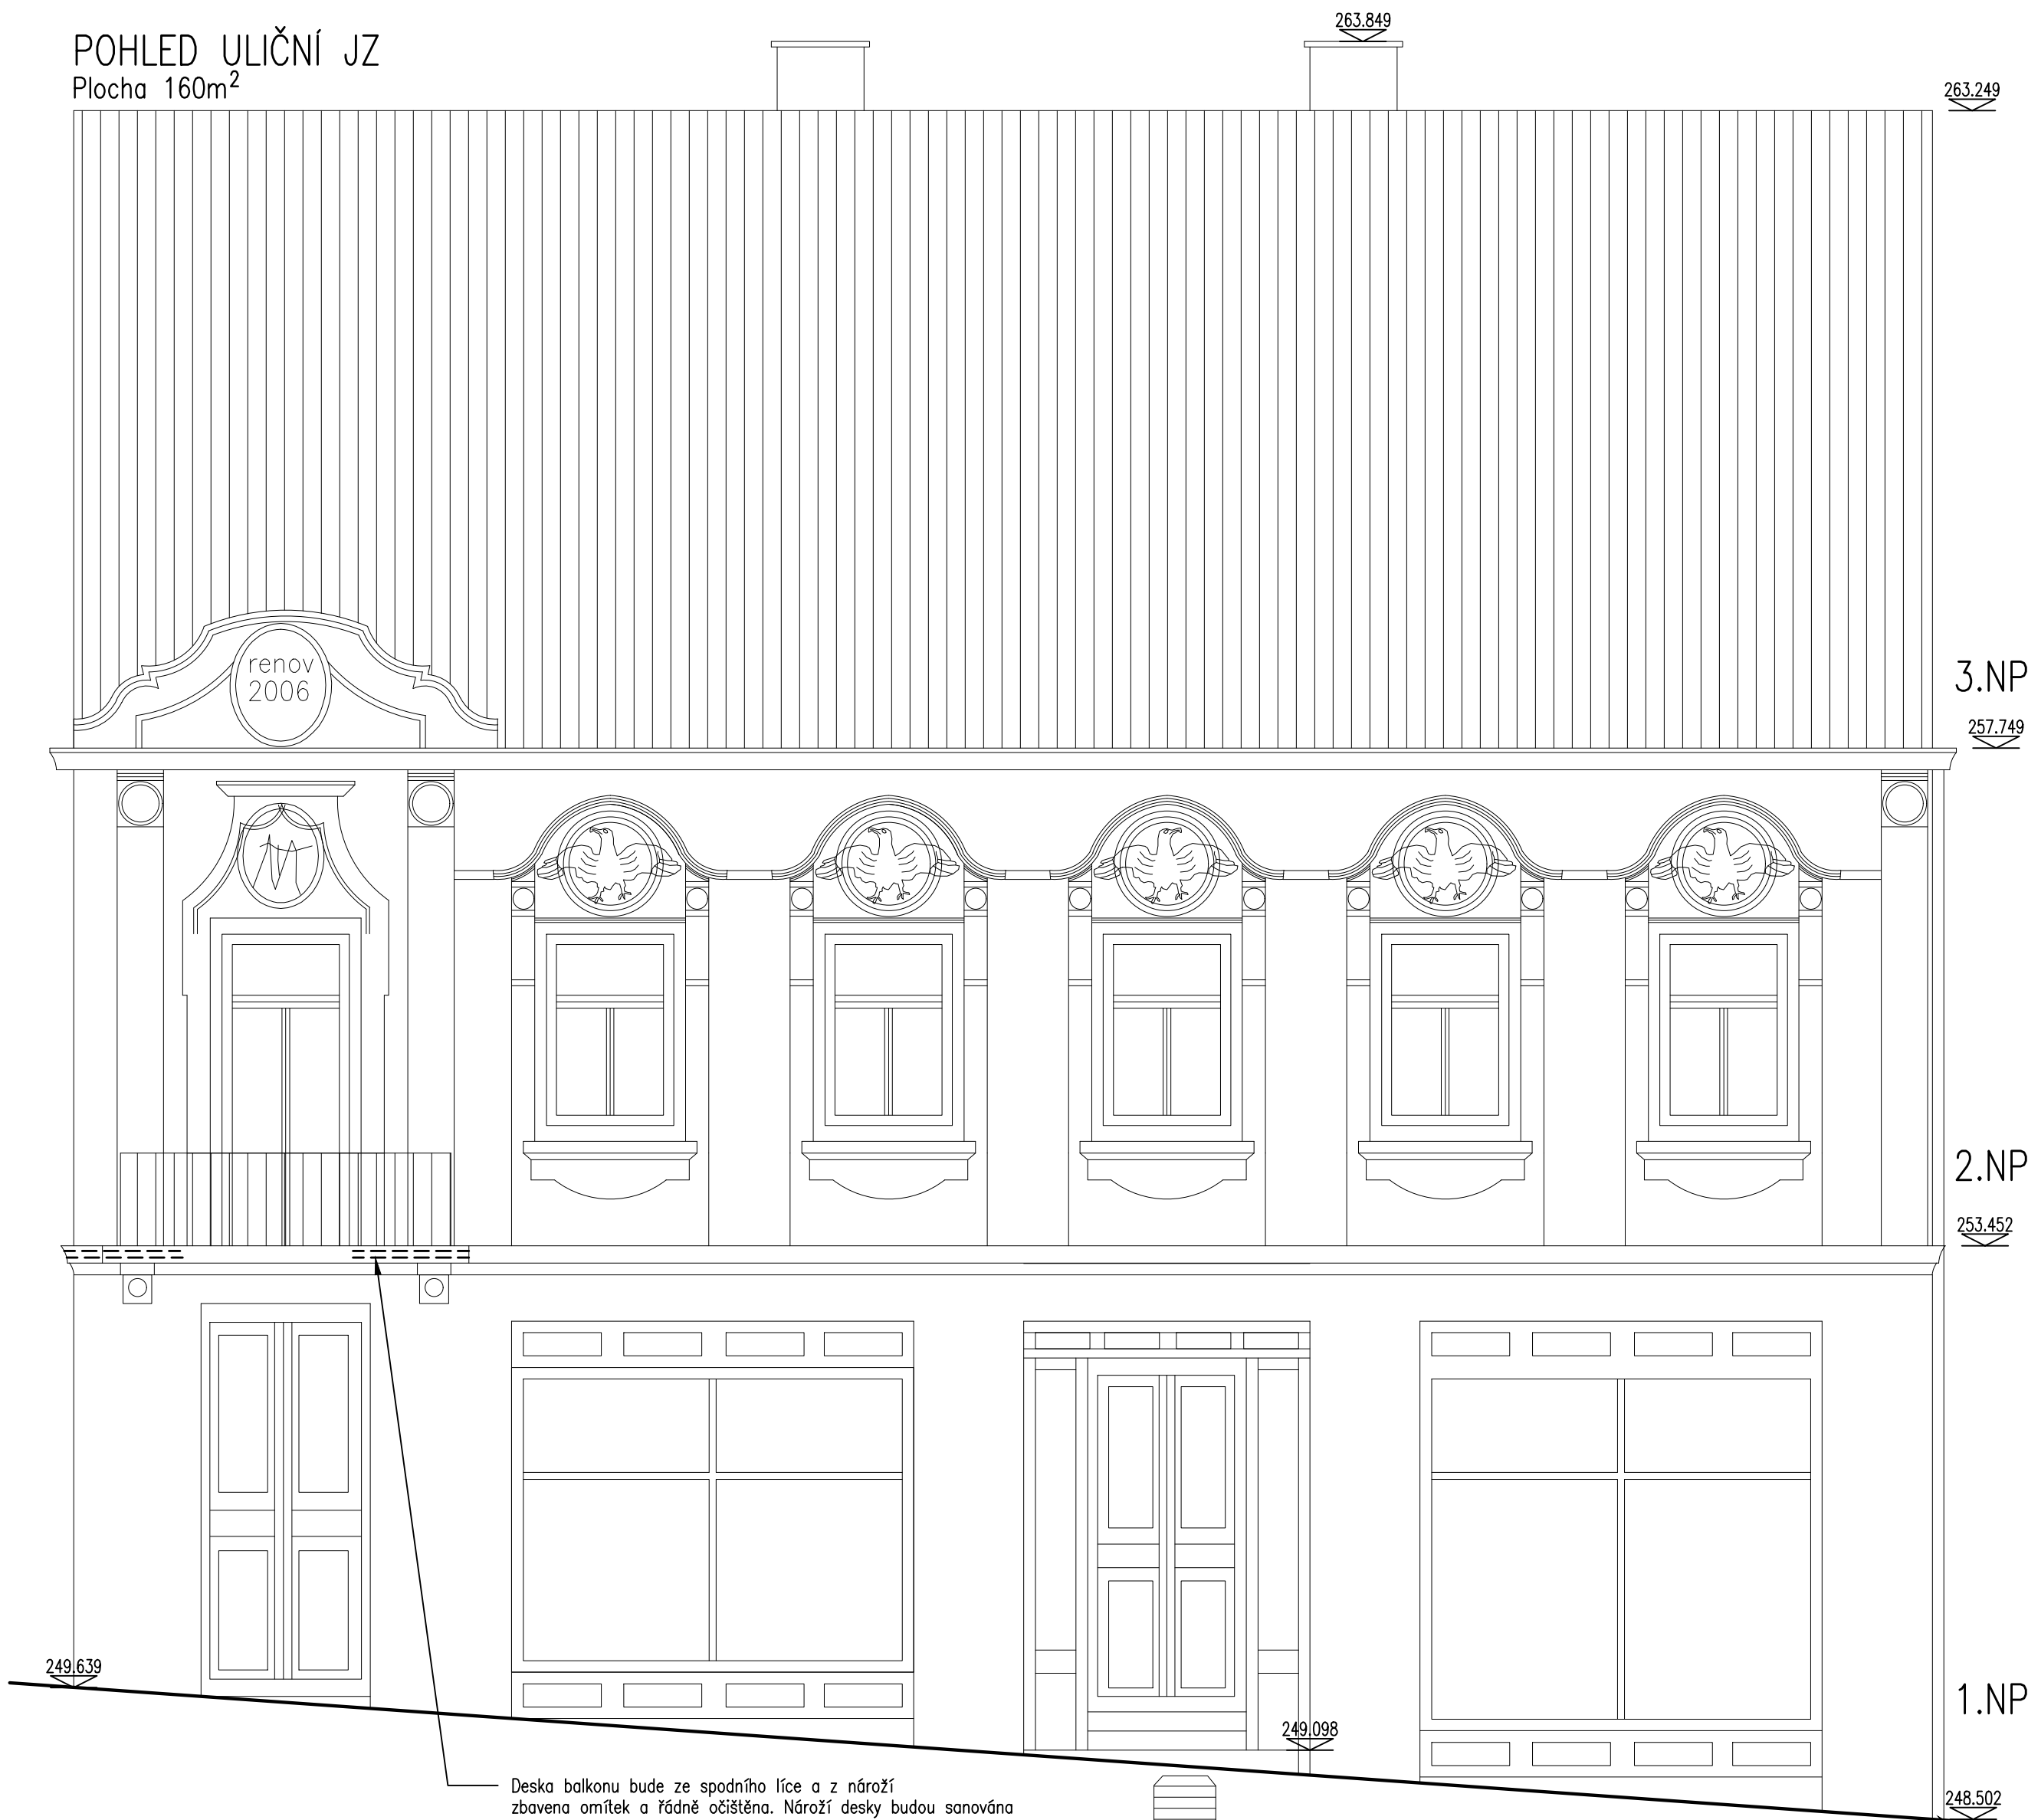 263.849
POHLED ULIČNÍ JZ
Plocha 160m²
263.249
renov
2006
3.NP
257.749
2.NP
253.452
249.639
1.NP
249.098
Deska balkonu bude ze spodního líce a z nároží
zbavena omítek a řádně očištěna. Nároží desky budou sanována
248.502